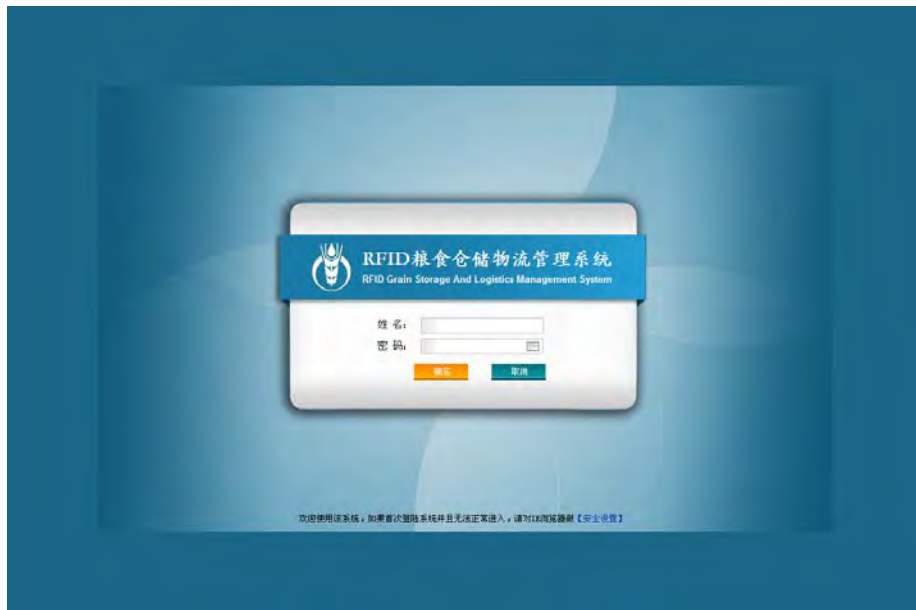 RFID粮食仓储物流管理系统
RFID Grain Storage And Logistics Management System
姓 名:
密 码:
确定 取消
欢迎使用该系统，如果首次登陆系统并且无法正常进入，请对IE浏览器做【安全设置】